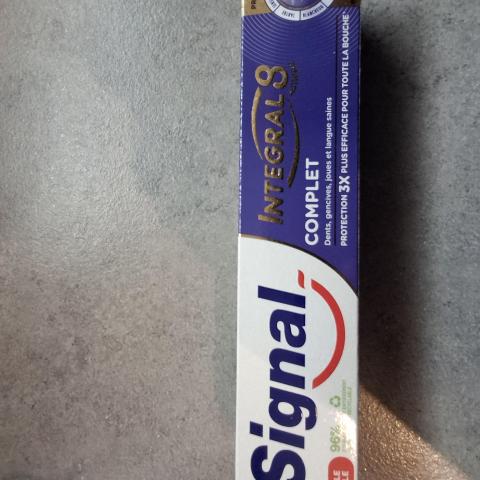 Signal
INTEGRAL 8
COMPLET
Dents, gencives, joues et langue saines
PROTECTION 3X PLUS EFFICACE POUR TOUTE LA BOUCHE
96%